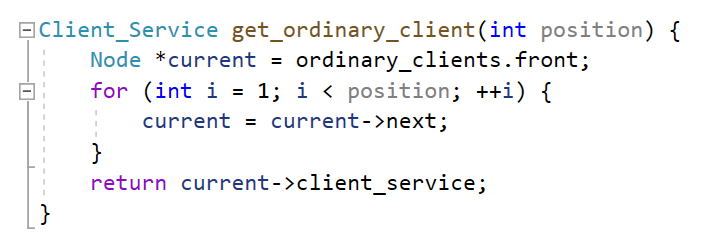 Client_Service get_ordinary_client(int position) {
    Node *current = ordinary_clients.front;
    for (int i = 1; i < position; ++i) {
        current = current->next;
    }
    return current->client_service;
}